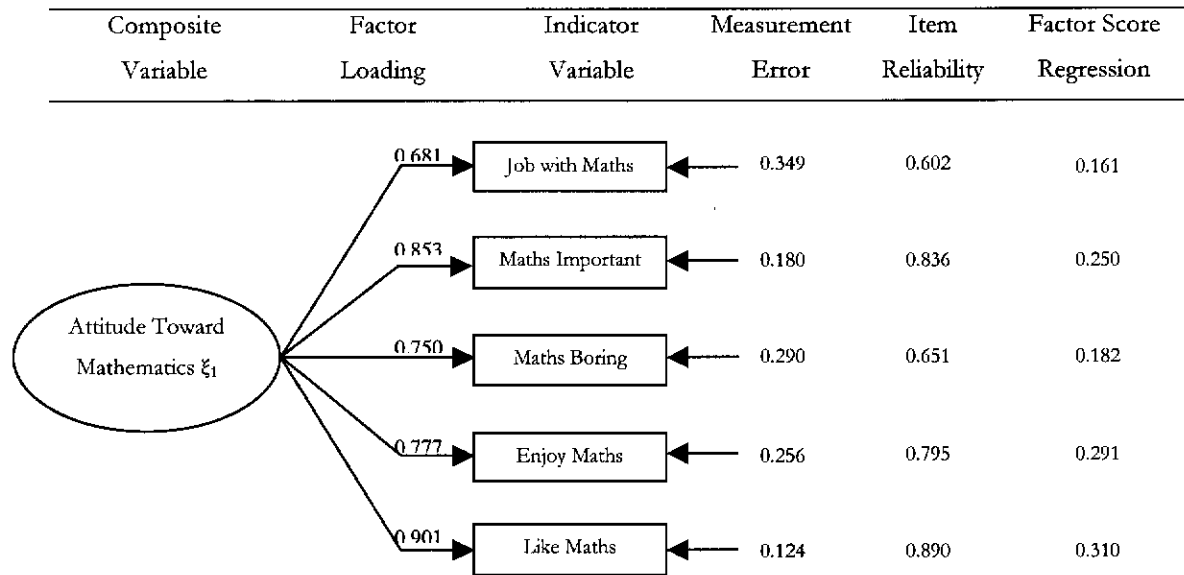 Composite Factor Indicator Measurement Item Factor Score
Variable Loading Variable Error Reliability Regression
0.681 Job with Maths 0.349 0.602 0.161
0.853 Maths Important 0.180 0.836 0.250
Attitude Toward
Mathematics ξ₁
0.750 Maths Boring 0.290 0.651 0.182
0.777 Enjoy Maths 0.256 0.795 0.291
0.901 Like Maths 0.124 0.890 0.310